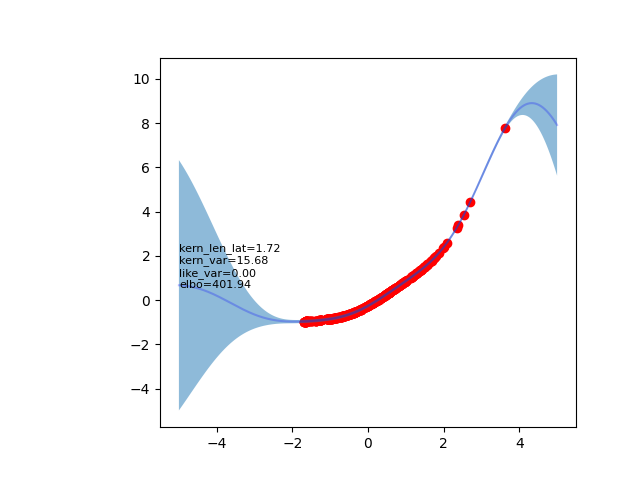 10
8
6
4
2
0
−2
−4
kern_len_lat=1.72
kern_var=15.68
like_var=0.00
elbo=401.94
−4 −2 0 2 4